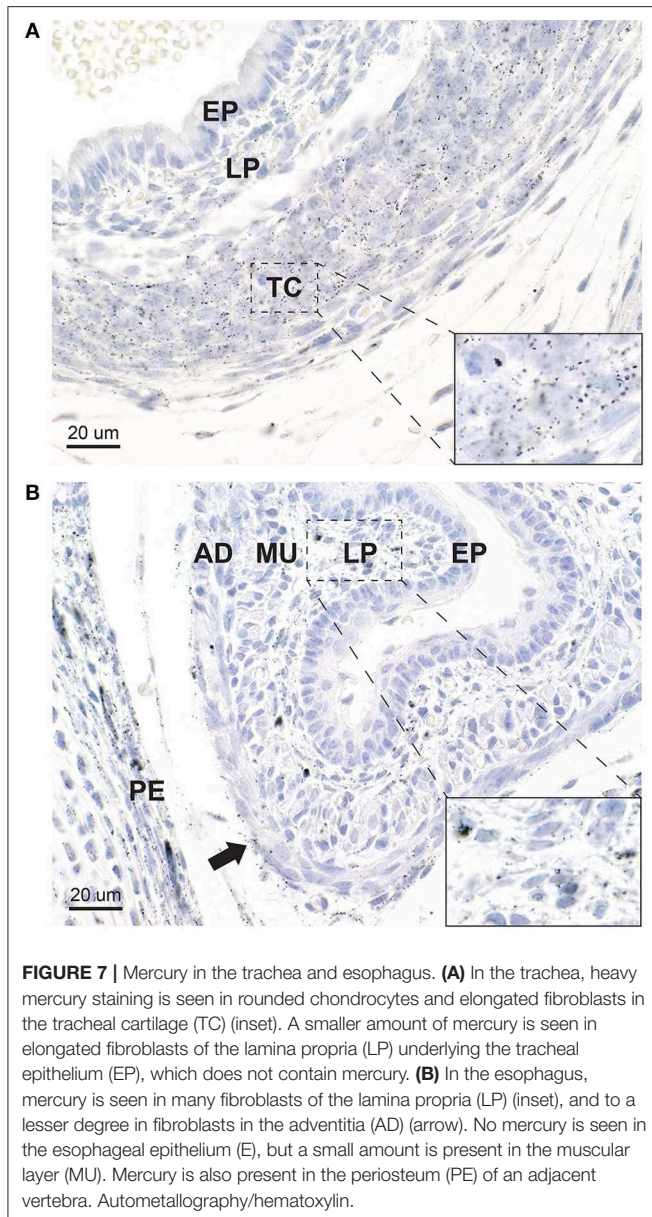 A
EP
LP
TC
20 um
B
AD MU LP EP
PE
20 um
FIGURE 7 | Mercury in the trachea and esophagus. (A) In the trachea, heavy
mercury staining is seen in rounded chondrocytes and elongated fibroblasts in
the tracheal cartilage (TC) (inset). A smaller amount of mercury is seen in
elongated fibroblasts of the lamina propria (LP) underlying the tracheal
epithelium (EP), which does not contain mercury. (B) In the esophagus,
mercury is seen in many fibroblasts of the lamina propria (LP) (inset), and to a
lesser degree in fibroblasts in the adventitia (AD) (arrow). No mercury is seen in
the esophageal epithelium (E), but a small amount is present in the muscular
layer (MU). Mercury is also present in the periosteum (PE) of an adjacent
vertebra. Autometallography/hematoxylin.